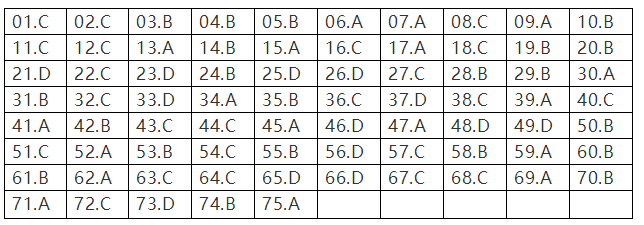 01.C 02.C 03.B 04.B 05.B 06.A 07.A 08.C 09.A 10.B
11.C 12.C 13.A 14.B 15.A 16.C 17.A 18.C 19.B 20.B
21.D 22.C 23.D 24.B 25.D 26.D 27.C 28.B 29.B 30.A
31.B 32.C 33.D 34.A 35.B 36.C 37.D 38.C 39.A 40.C
41.A 42.B 43.C 44.C 45.A 46.D 47.A 48.D 49.D 50.B
51.C 52.A 53.B 54.C 55.B 56.D 57.C 58.B 59.A 60.B
61.B 62.A 63.C 64.C 65.D 66.D 67.C 68.C 69.A 70.B
71.A 72.C 73.D 74.B 75.A